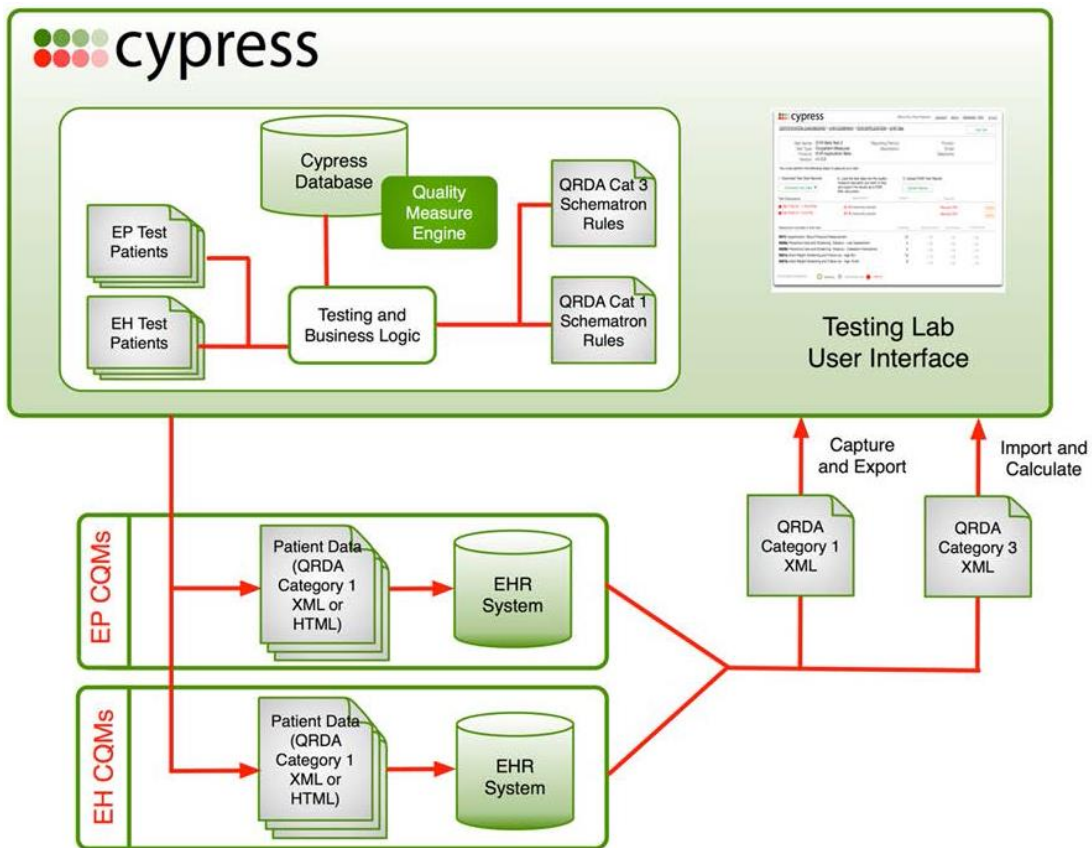 cypress
Cypress
Database
Quality
Measure
Engine
EP Test
Patients
EH Test
Patients
Testing and
Business Logic
QRDA Cat 3
Schematron
Rules
QRDA Cat 1
Schematron
Rules
cypress
Testing Lab
User Interface
Capture
and Export
Import and
Calculate
QRDA
Category 1
XML
QRDA
Category 3
XML
EP CQMs
Patient Data
(QRDA
Category 1
XML or
HTML)
EHR
System
EH CQMs
Patient Data
(QRDA
Category 1
XML or
HTML)
EHR
System